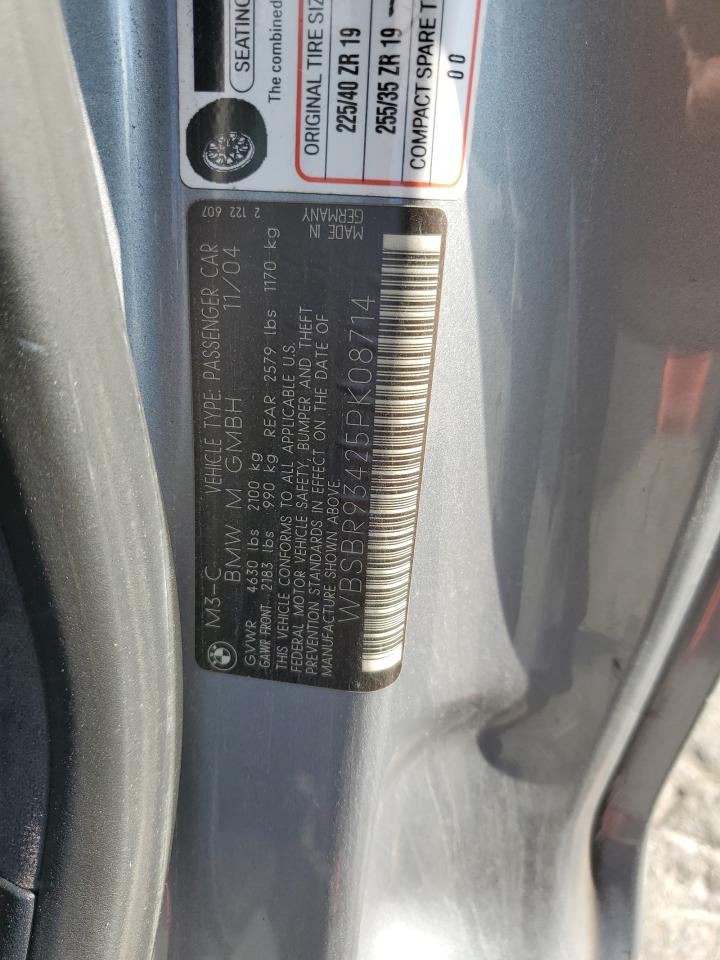 SEATING
The combined
ORIGINAL TIRE SIZ
225/40 ZR 19
255/35 ZR 19
COMPACT SPARE T
0 0
M3-C VEHICLE TYPE: PASSENGER CAR 2 122 607
BMW M GMBH 11/04
GVWR 4630 lbs 2100 kg
GAWR FRONT 2183 lbs 990 kg REAR 2579 lbs 1170 kg
THIS VEHICLE CONFORMS TO ALL APPLICABLE U.S.
FEDERAL MOTOR VEHICLE SAFETY, BUMPER AND THEFT
PREVENTION STANDARDS IN EFFECT ON THE DATE OF
MANUFACTURE SHOWN ABOVE.
MADE IN
GERMANY
WBSBR93425PK08714